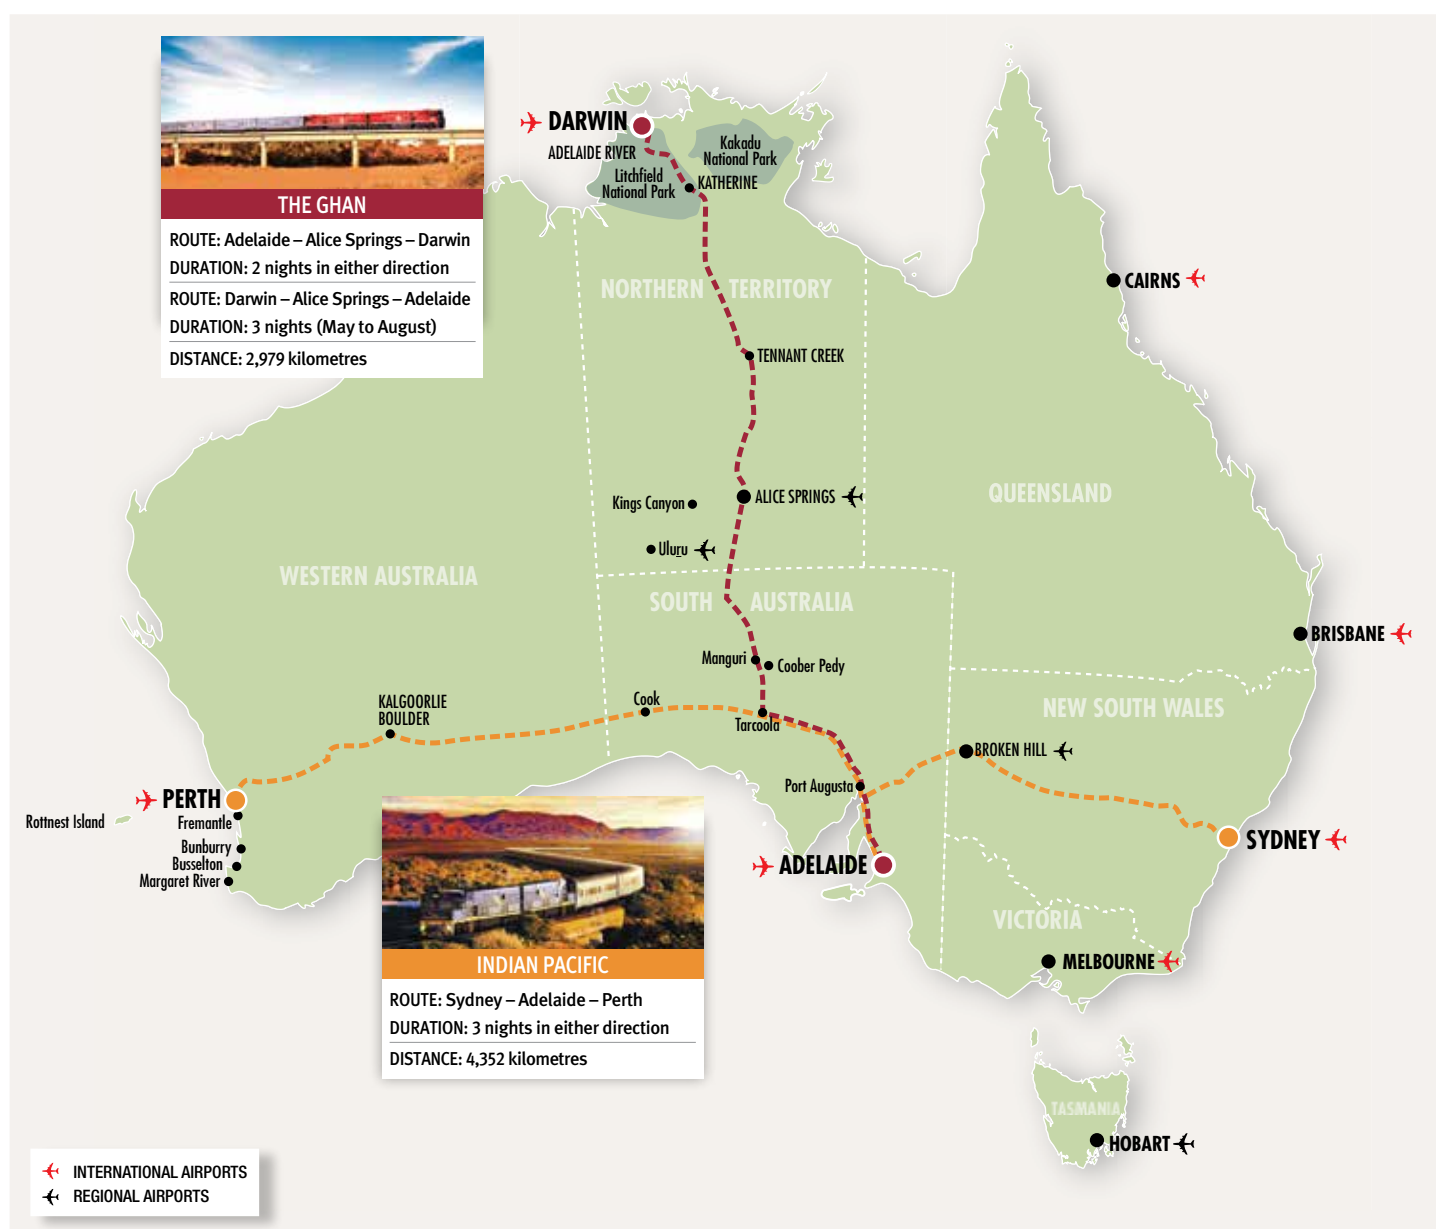 DARWIN
ADELAIDE RIVER
Kakadu
National Park
Litchfield
National Park
KATHERINE
THE GHAN
ROUTE: Adelaide – Alice Springs – Darwin
DURATION: 2 nights in either direction
ROUTE: Darwin – Alice Springs – Adelaide
DURATION: 3 nights (May to August)
DISTANCE: 2,979 kilometres
NORTHERN TERRITORY
CAIRNS
TENNANT CREEK
QUEENSLAND
Kings Canyon
ALICE SPRINGS
Uluru
WESTERN AUSTRALIA
SOUTH AUSTRALIA
BRISBANE
Manguri
Coober Pedy
KALGOORLIE
BOULDER
Cook
Tarcoola
NEW SOUTH WALES
BROKEN HILL
Port Augusta
PERTH
Rottnest Island
Fremantle
Bunburry
Busselton
Margaret River
SYDNEY
ADELAIDE
VICTORIA
MELBOURNE
INDIAN PACIFIC
ROUTE: Sydney – Adelaide – Perth
DURATION: 3 nights in either direction
DISTANCE: 4,352 kilometres
TASMANIA
HOBART
INTERNATIONAL AIRPORTS
REGIONAL AIRPORTS